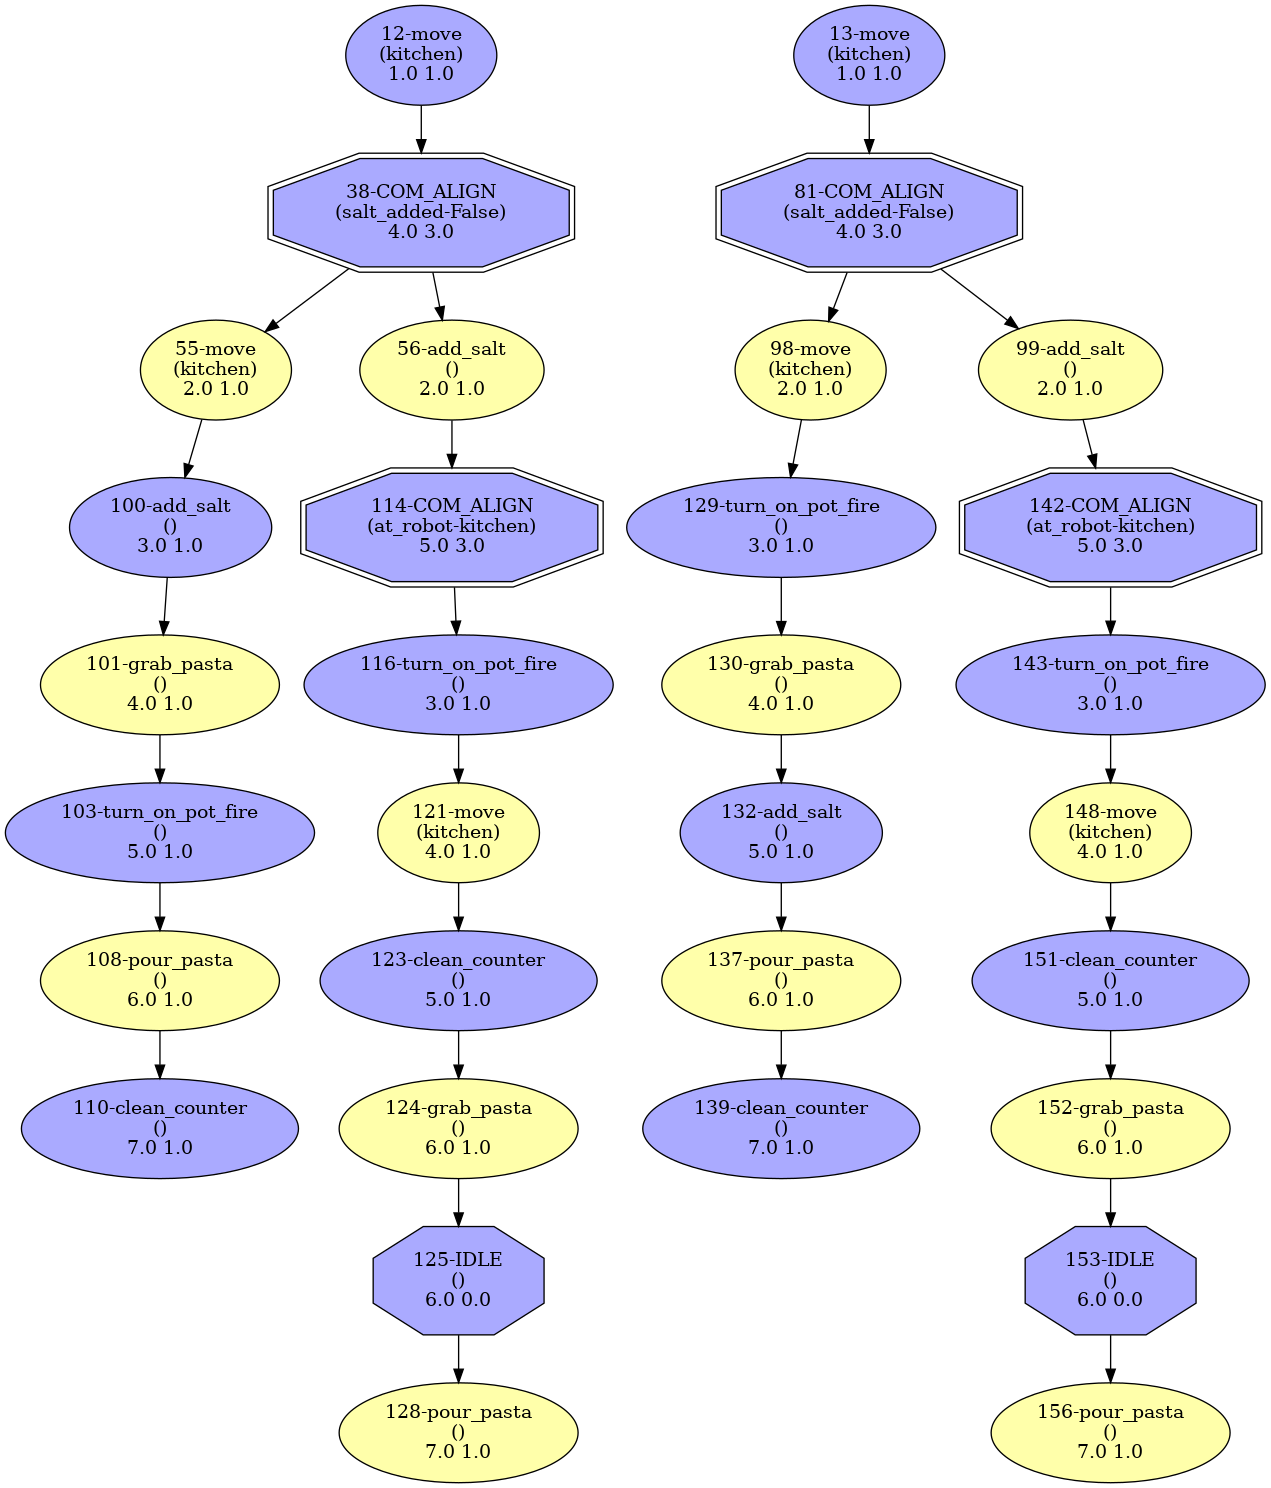 12-move
(kitchen)
1.0 1.0
13-move
(kitchen)
1.0 1.0
38-COM_ALIGN
(salt_added-False)
4.0 3.0
81-COM_ALIGN
(salt_added-False)
4.0 3.0
55-move
(kitchen)
2.0 1.0
56-add_salt
()
2.0 1.0
98-move
(kitchen)
2.0 1.0
99-add_salt
()
2.0 1.0
100-add_salt
()
3.0 1.0
114-COM_ALIGN
(at_robot-kitchen)
5.0 3.0
129-turn_on_pot_fire
()
3.0 1.0
142-COM_ALIGN
(at_robot-kitchen)
5.0 3.0
101-grab_pasta
()
4.0 1.0
116-turn_on_pot_fire
()
3.0 1.0
130-grab_pasta
()
4.0 1.0
143-turn_on_pot_fire
()
3.0 1.0
103-turn_on_pot_fire
()
5.0 1.0
121-move
(kitchen)
4.0 1.0
132-add_salt
()
5.0 1.0
148-move
(kitchen)
4.0 1.0
108-pour_pasta
()
6.0 1.0
123-clean_counter
()
5.0 1.0
137-pour_pasta
()
6.0 1.0
151-clean_counter
()
5.0 1.0
110-clean_counter
()
7.0 1.0
124-grab_pasta
()
6.0 1.0
139-clean_counter
()
7.0 1.0
152-grab_pasta
()
6.0 1.0
125-IDLE
()
6.0 0.0
153-IDLE
()
6.0 0.0
128-pour_pasta
()
7.0 1.0
156-pour_pasta
()
7.0 1.0